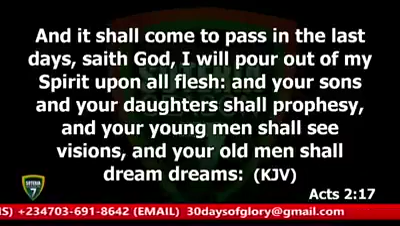 And it shall come to pass in the last
days, saith God, I will pour out of my
Spirit upon all flesh: and your sons
and your daughters shall prophesy,
and your young men shall see
visions, and your old men shall
dream dreams: (KJV)
Acts 2:17
7
S) +234703-691-8642 (EMAIL) 30daysofglory@gmail.com